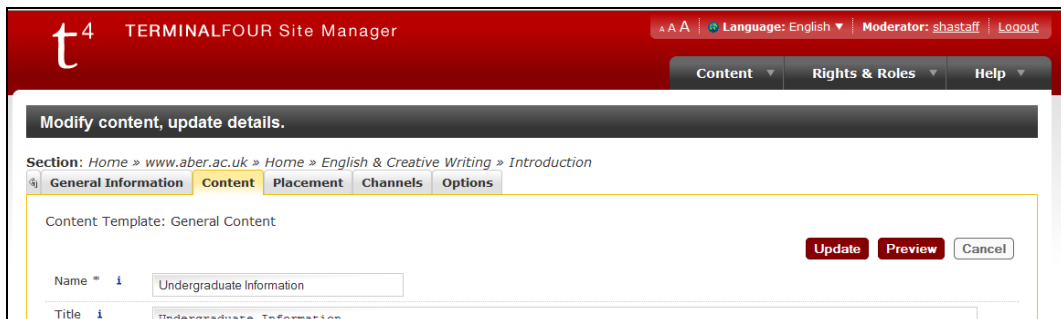 t4 TERMINALFOUR Site Manager
A A A Language: English ▼ Moderator: shastaff Logout
Content ▼ Rights & Roles ▼ Help ▼
Modify content, update details.
Section: Home » www.aber.ac.uk » Home » English & Creative Writing » Introduction
General Information Content Placement Channels Options
Content Template: General Content
Update Preview Cancel
Name * i Undergraduate Information
Title i Undergraduate Information